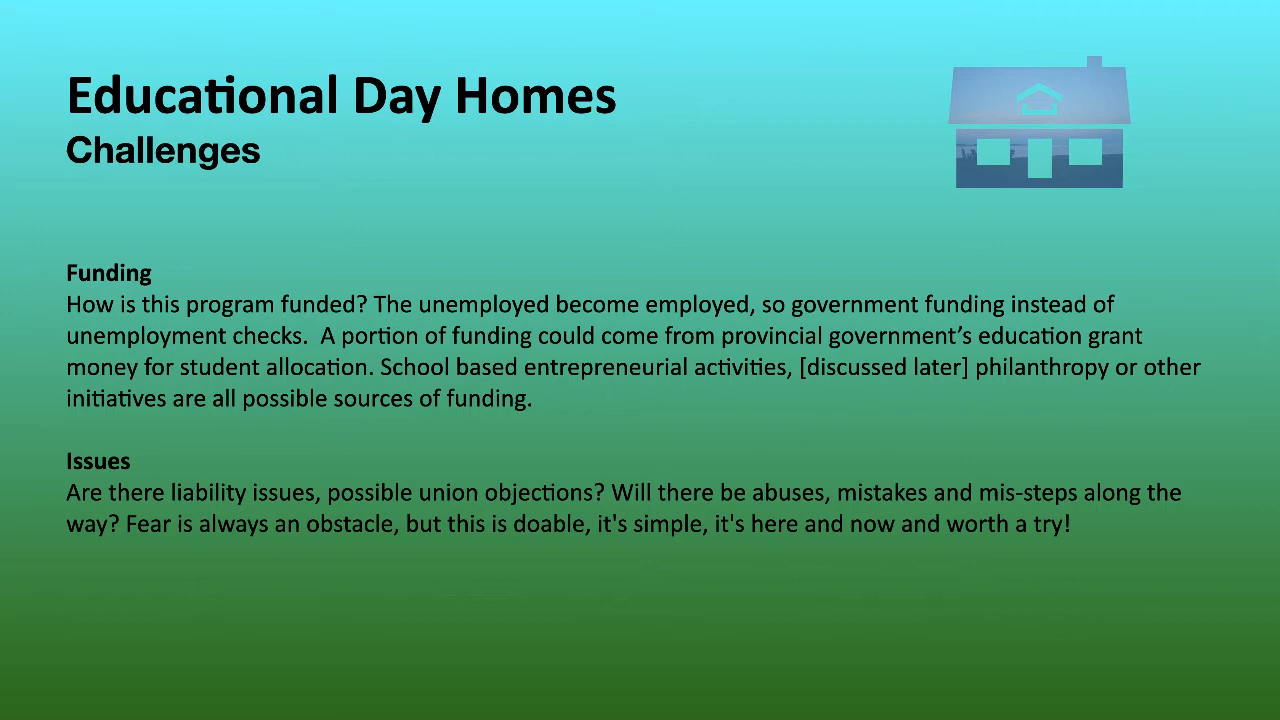 Educational Day Homes
Challenges
Funding
How is this program funded? The unemployed become employed, so government funding instead of
unemployment checks.  A portion of funding could come from provincial government’s education grant
money for student allocation. School based entrepreneurial activities, [discussed later] philanthropy or other
initiatives are all possible sources of funding.
Issues
Are there liability issues, possible union objections? Will there be abuses, mistakes and mis-steps along the
way? Fear is always an obstacle, but this is doable, it's simple, it's here and now and worth a try!